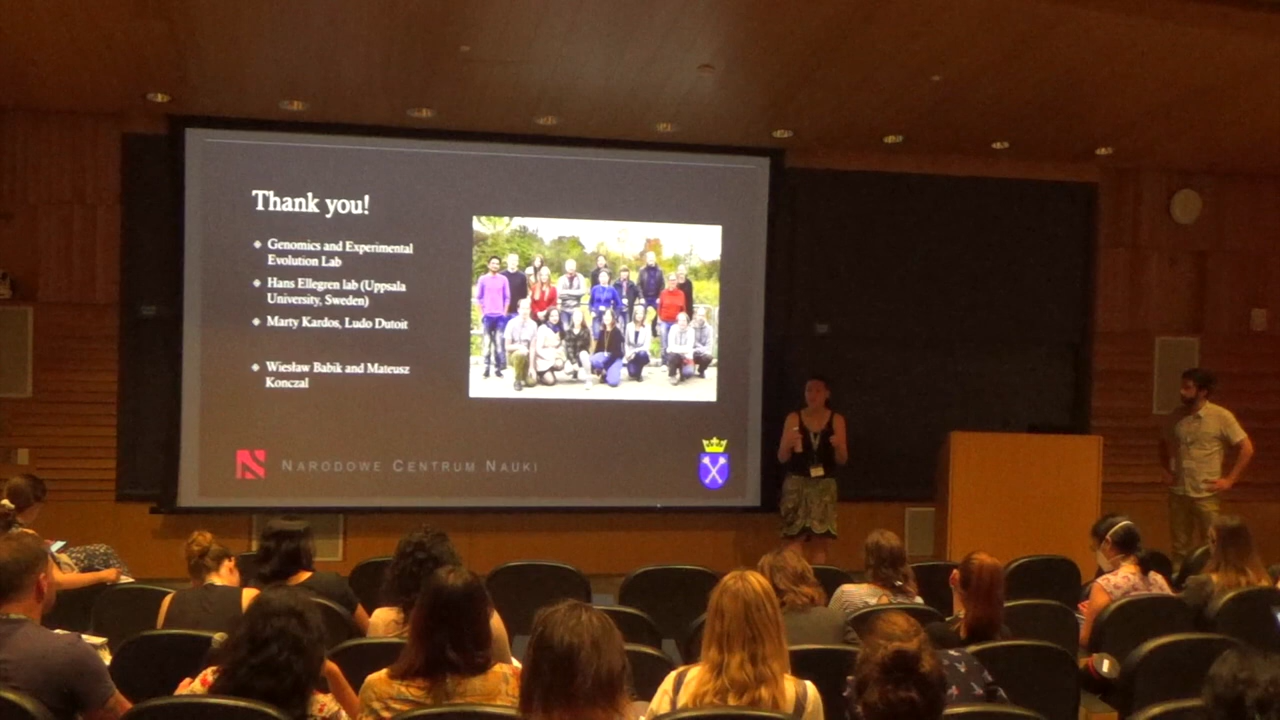 Thank you!
Genomics and Experimental
Evolution Lab
Hans Ellegren lab (Uppsala
University, Sweden)
Marty Kardos, Ludo Dutoit
Wiesław Babik and Mateusz
Konczal
NARODOWE CENTRUM NAUKI